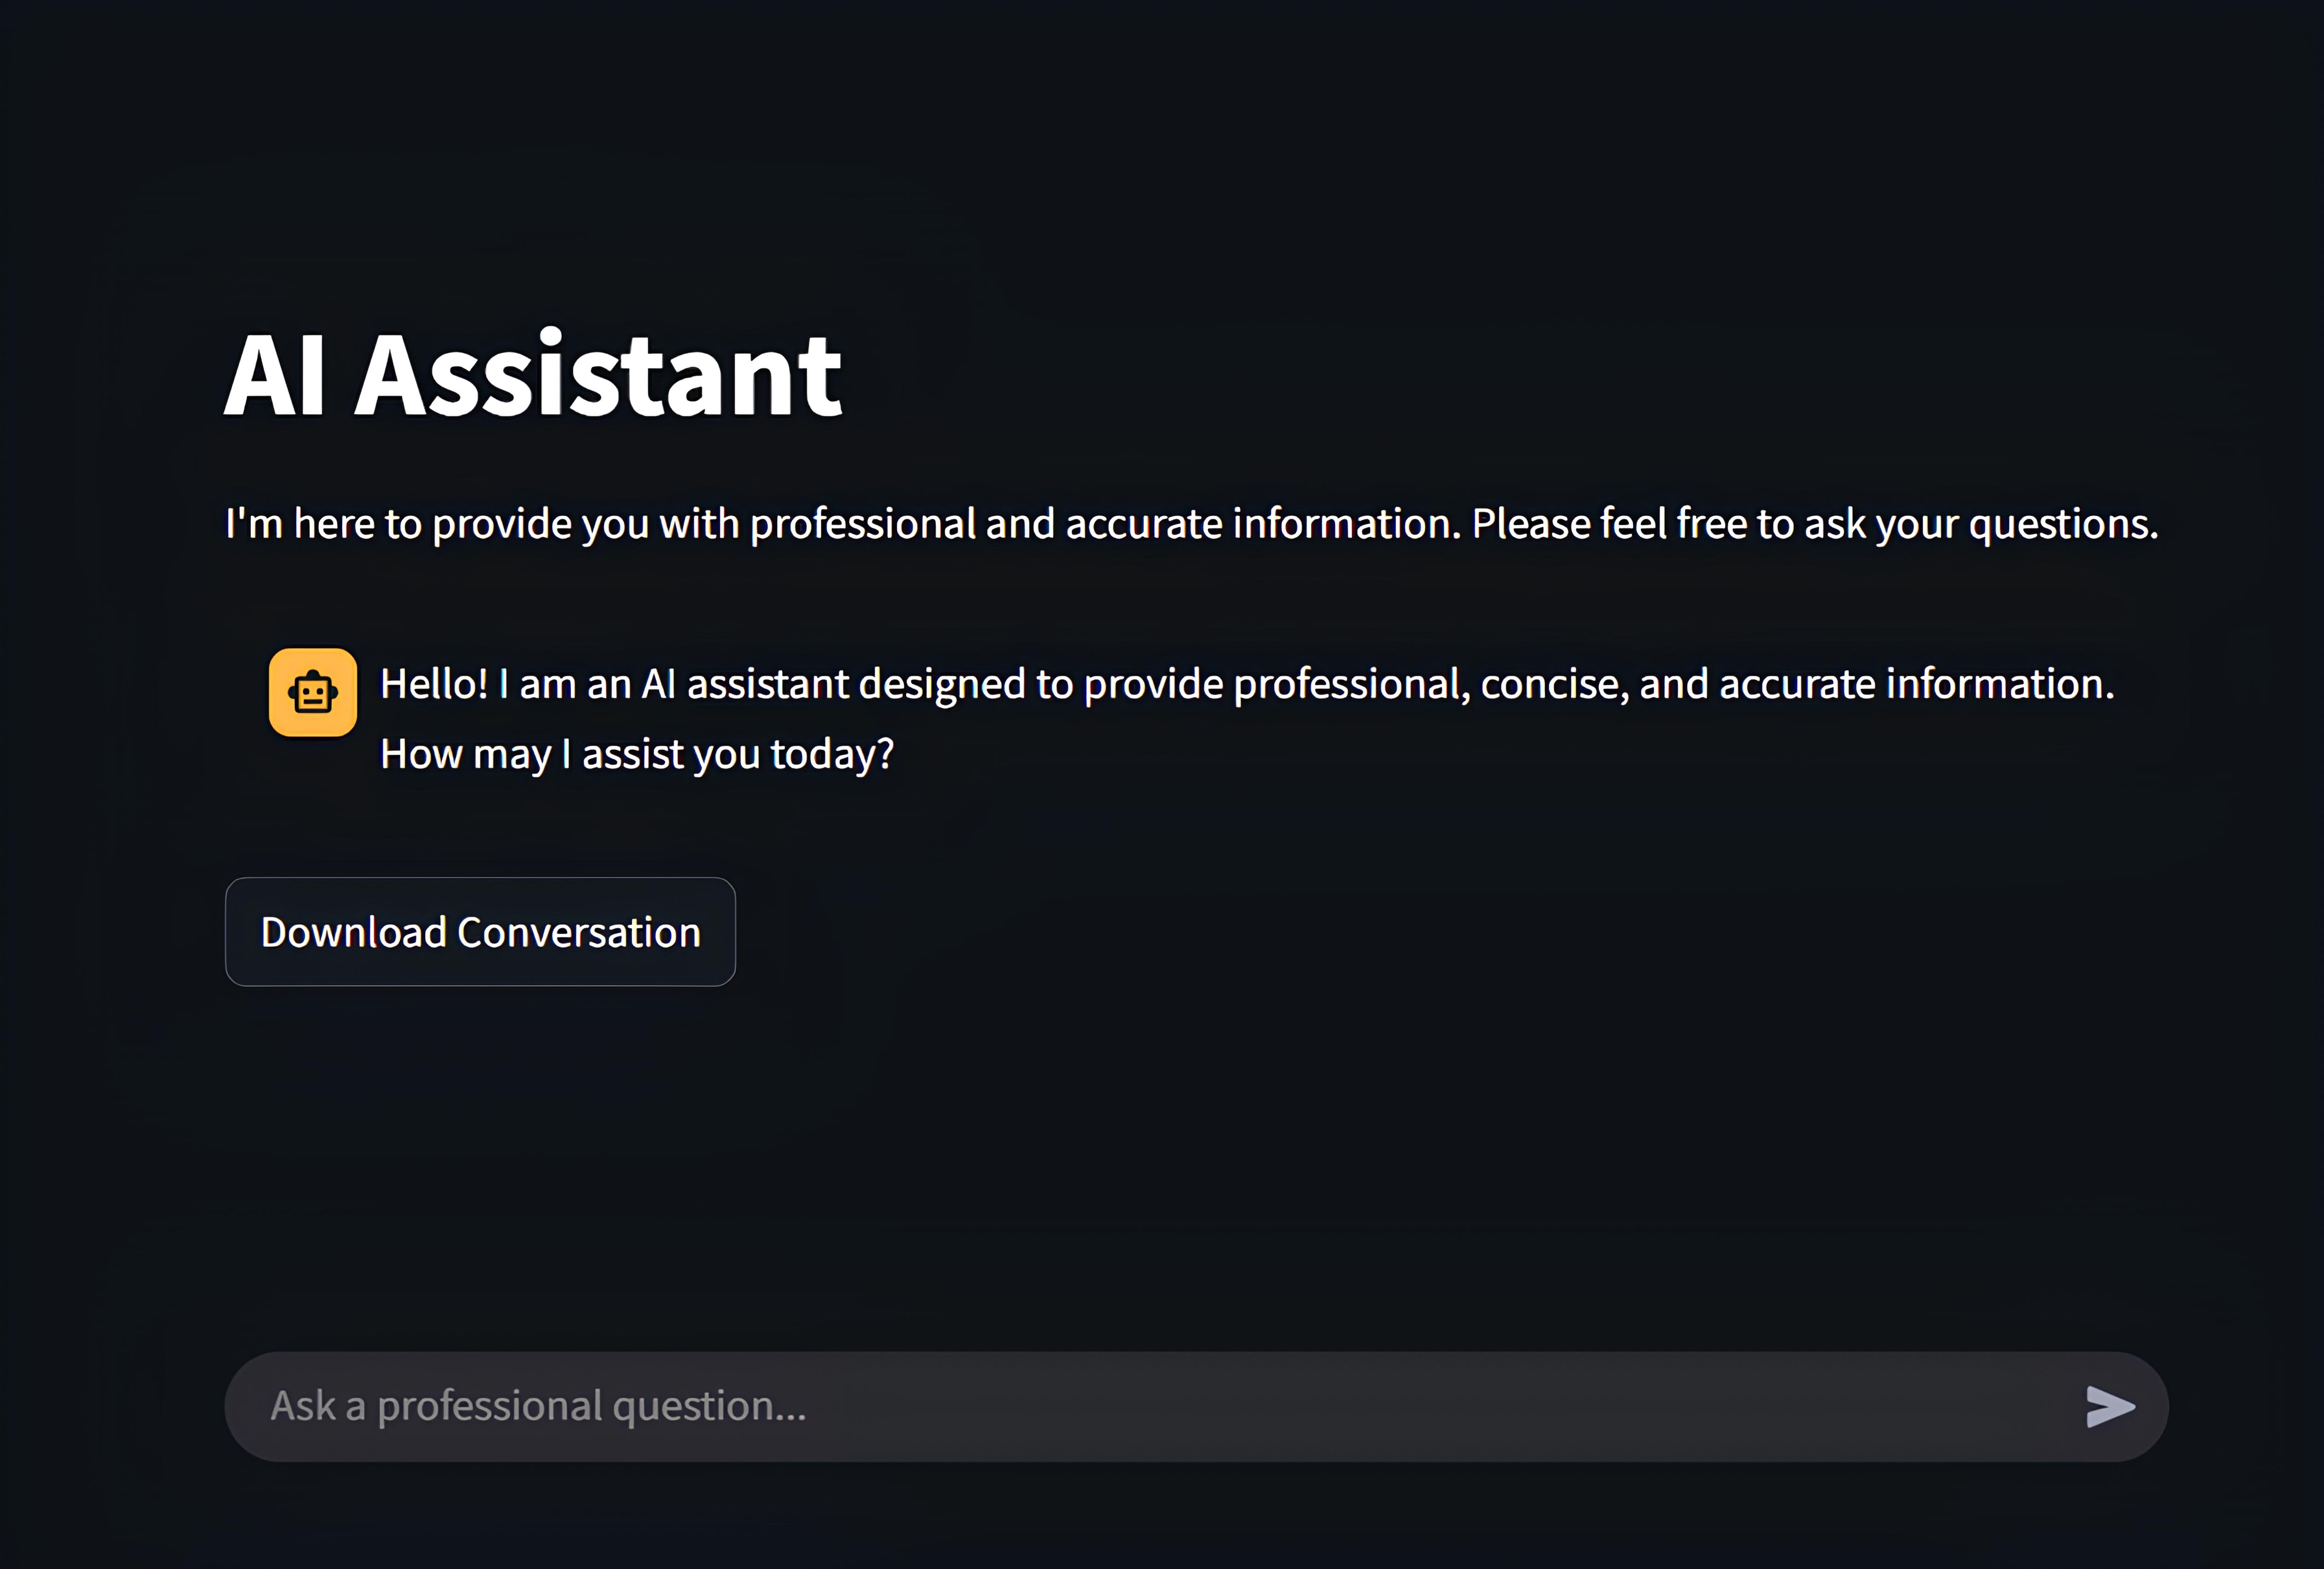 AI Assistant
I'm here to provide you with professional and accurate information. Please feel free to ask your questions.
Hello! I am an AI assistant designed to provide professional, concise, and accurate information.
How may I assist you today?
Download Conversation
Ask a professional question...